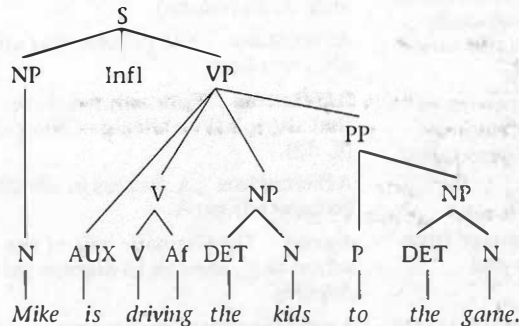 S
NP Infl VP
PP
V NP NP
N AUX V Af DET N P DET N
Mike is driving the kids to the game.